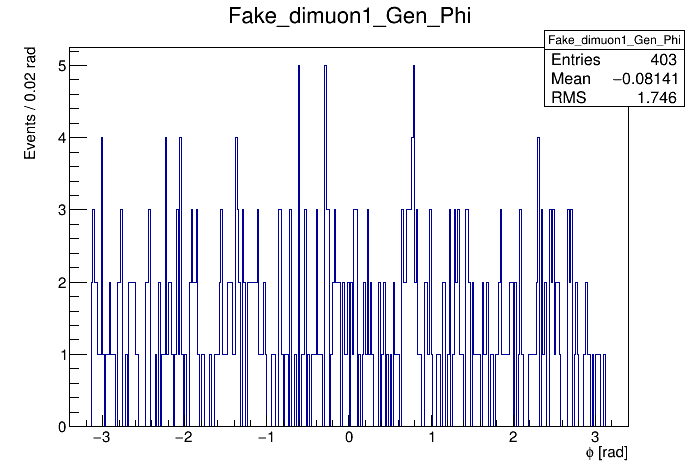 Fake_dimuon1_Gen_Phi
Fake_dimuon1_Gen_Phi
Entries 403
Mean −0.08141
RMS 1.746
Events / 0.02 rad
5
4
3
2
1
0
−3 −2 −1 0 1 2 3
ϕ [rad]